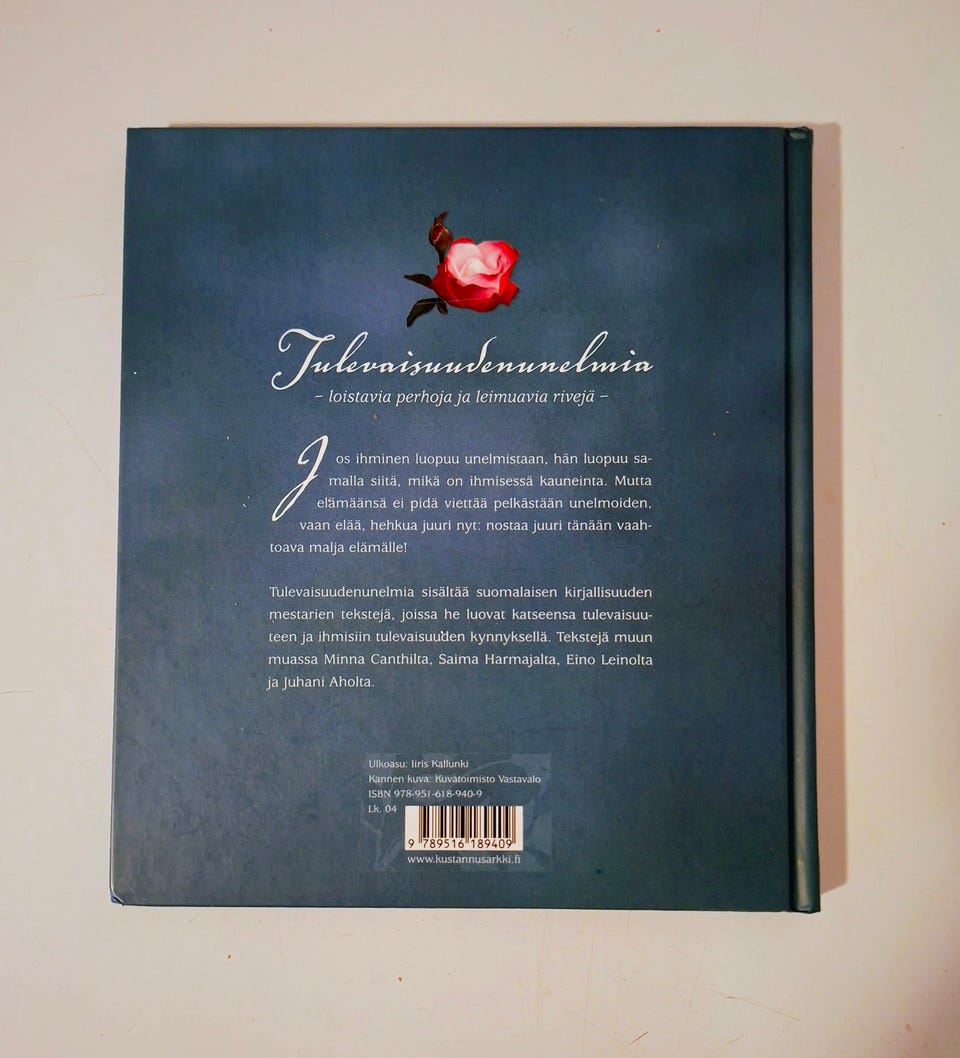 Tulevaisuudenunelmia
– loistavia perhoja ja leimuavia rivejä –
Jos ihminen luopuu unelmistaan, hän luopuu sa-
malla siitä, mikä on ihmisessä kauneinta. Mutta
elämäänsä ei pidä viettää pelkästään unelmoiden,
vaan elää, hehkua juuri nyt: nostaa juuri tänään vaah-
toava malja elämälle!
Tulevaisuudenunelmia sisältää suomalaisen kirjallisuuden
mestarien tekstejä, joissa he luovat katseensa tulevaisuu-
teen ja ihmisiin tulevaisuuden kynnyksellä. Tekstejä muun
muassa Minna Canthilta, Saima Harmajalta, Eino Leinolta
ja Juhani Aholta.
Ulkoasu: Iiris Kallunki
Kannen kuva: Kuvatoimisto Vastavalo
ISBN 978-951-618-940-9
Lk. 04
9 789516 189409
www.kustannusarkki.fi